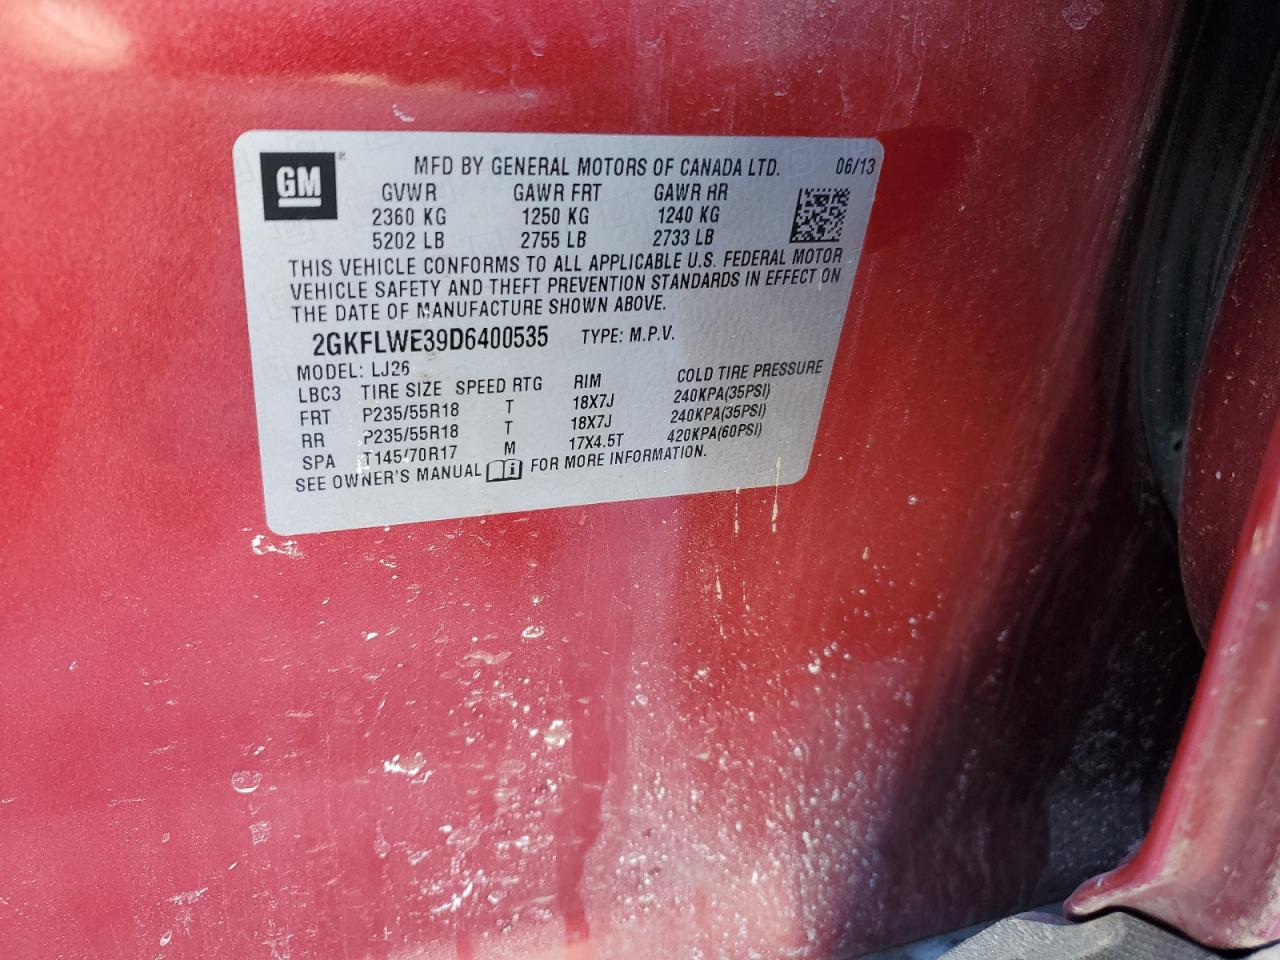 GM® MFD BY GENERAL MOTORS OF CANADA LTD. 06/13
GVWR GAWR FRT GAWR RR
2360 KG 1250 KG 1240 KG
5202 LB 2755 LB 2733 LB
THIS VEHICLE CONFORMS TO ALL APPLICABLE U.S. FEDERAL MOTOR
VEHICLE SAFETY AND THEFT PREVENTION STANDARDS IN EFFECT ON
THE DATE OF MANUFACTURE SHOWN ABOVE.
2GKFLWE39D6400535 TYPE: M.P.V.
MODEL: LJ26
LBC3 TIRE SIZE SPEED RTG RIM COLD TIRE PRESSURE
FRT P235/55R18 T 18X7J 240KPA(35PSI)
RR P235/55R18 T 18X7J 240KPA(35PSI)
SPA T145/70R17 M 17X4.5T 420KPA(60PSI)
SEE OWNER'S MANUAL i FOR MORE INFORMATION.